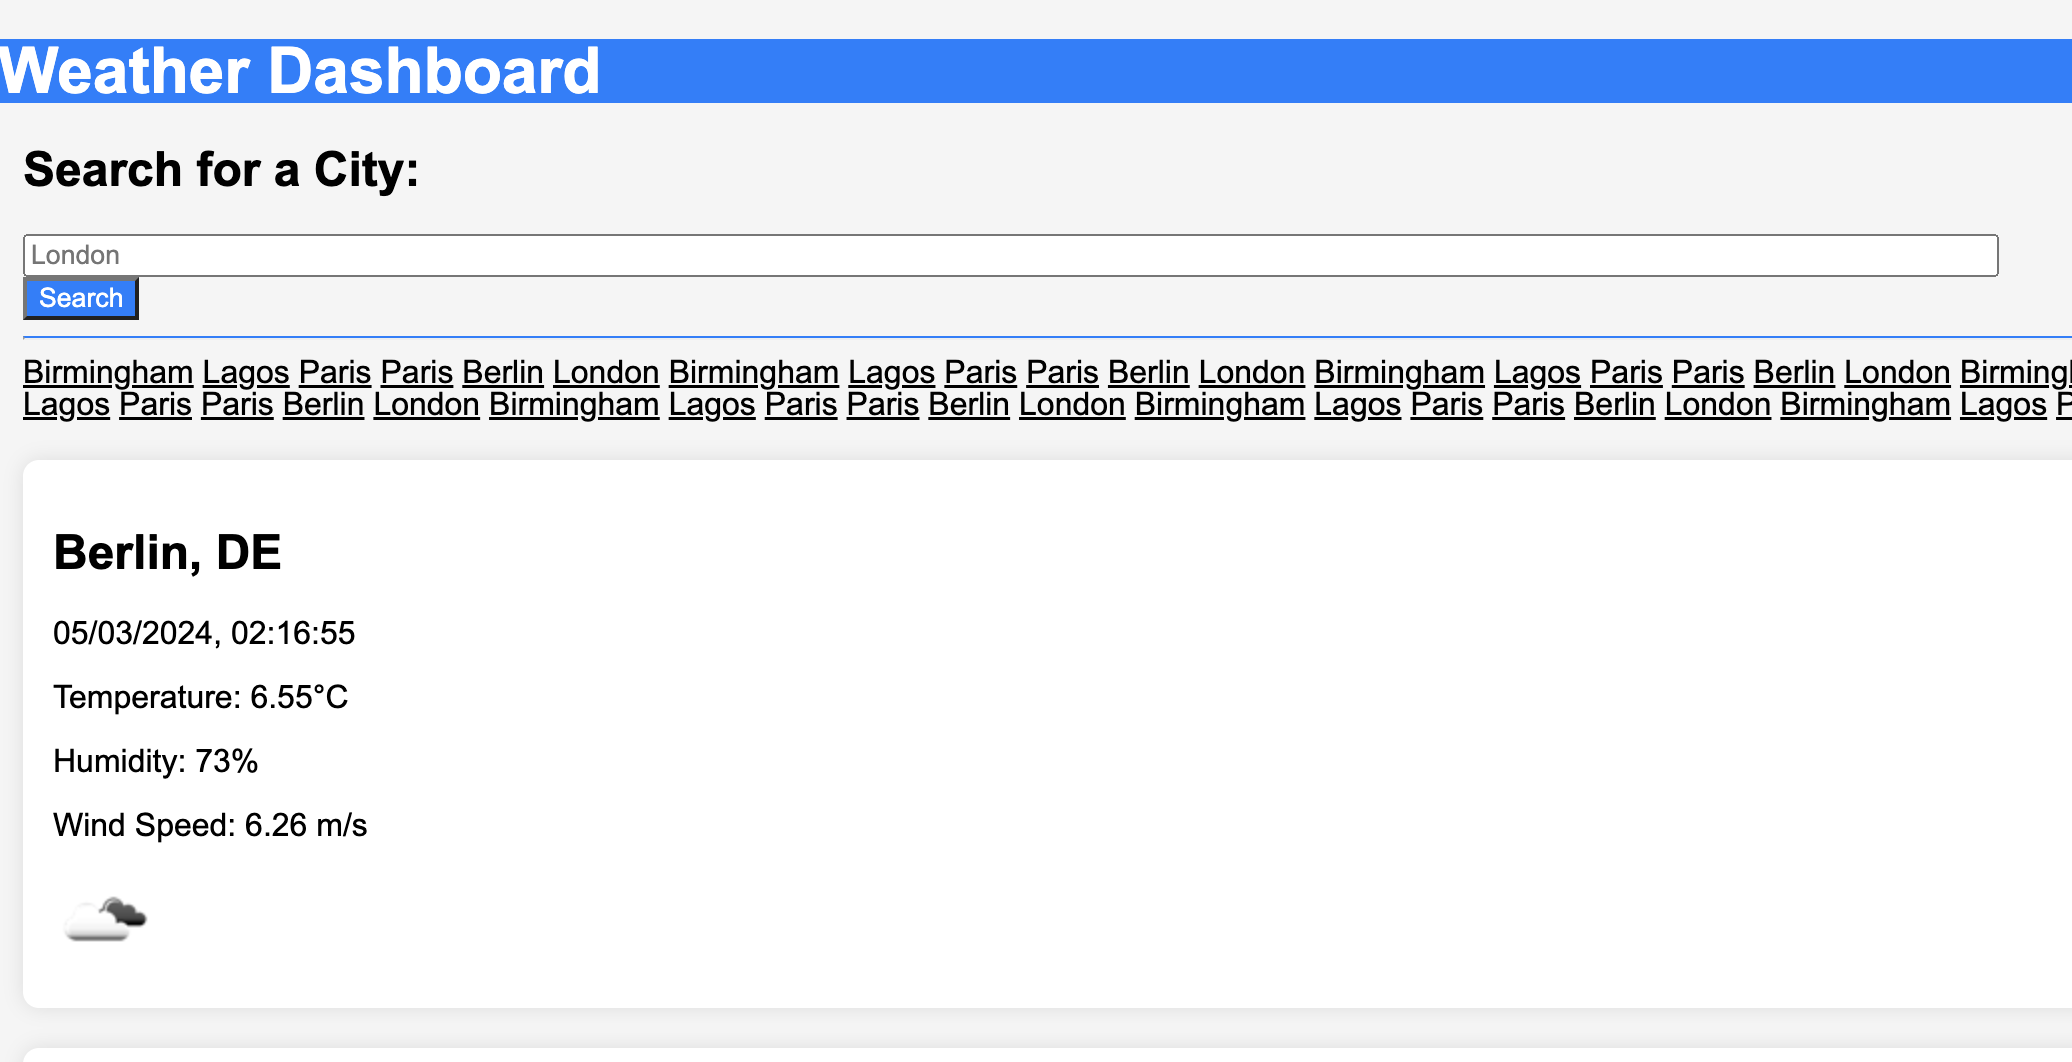 Weather Dashboard
Search for a City:
London
Search
Birmingham Lagos Paris Paris Berlin London Birmingham Lagos Paris Paris Berlin London Birmingham Lagos Paris Paris Berlin London
Lagos Paris Paris Berlin London Birmingham Lagos Paris Paris Berlin London Birmingham Lagos Paris Paris Berlin London Birmingham Lagos
Berlin, DE
05/03/2024, 02:16:55
Temperature: 6.55°C
Humidity: 73%
Wind Speed: 6.26 m/s